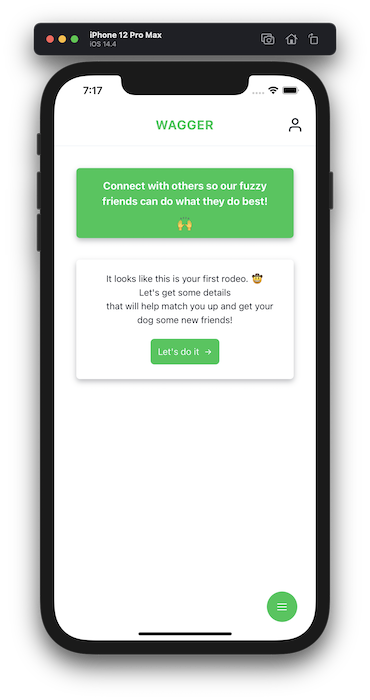 iPhone 12 Pro Max
iOS 14.4
7:17
WAGGER
Connect with others so our fuzzy
friends can do what they do best!
🙌
It looks like this is your first rodeo. 🤠
Let's get some details
that will help match you up and get your
dog some new friends!
Let's do it →